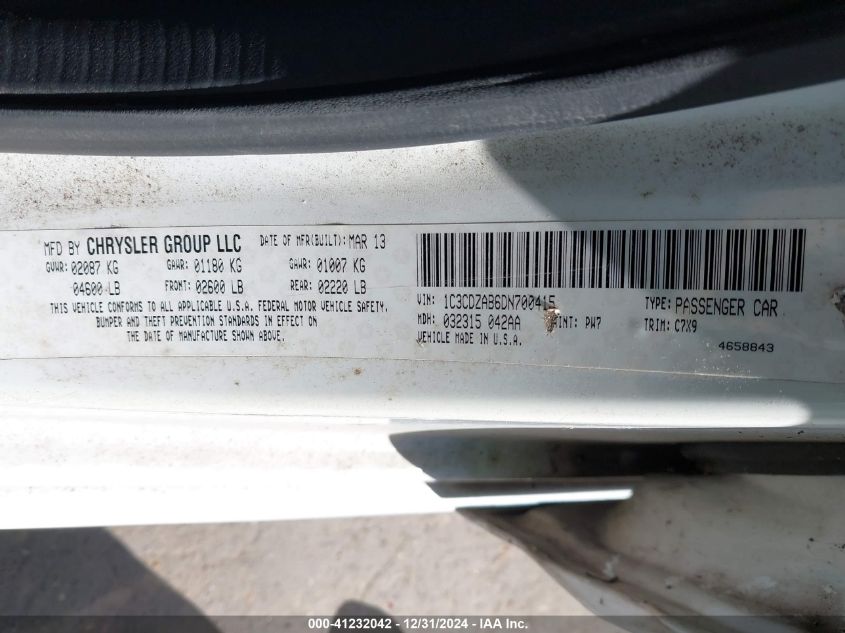 MFD BY CHRYSLER GROUP LLC DATE OF MFR(BUILT): MAR 13
GVWR: 02087 KG GAWR: 01180 KG GAWR: 01007 KG
04600 LB FRONT: 02600 LB REAR: 02220 LB
THIS VEHICLE CONFORMS TO ALL APPLICABLE U.S.A. FEDERAL MOTOR VEHICLE SAFETY,
BUMPER AND THEFT PREVENTION STANDARDS IN EFFECT ON
THE DATE OF MANUFACTURE SHOWN ABOVE.
VIN: 1C3CDZAB6DN700415 TYPE: PASSENGER CAR
MDH: 032315 042AA PAINT: PW7 TRIM: C7X9
VEHICLE MADE IN U.S.A. 4658843
000-41232042 - 12/31/2024 - IAA Inc.